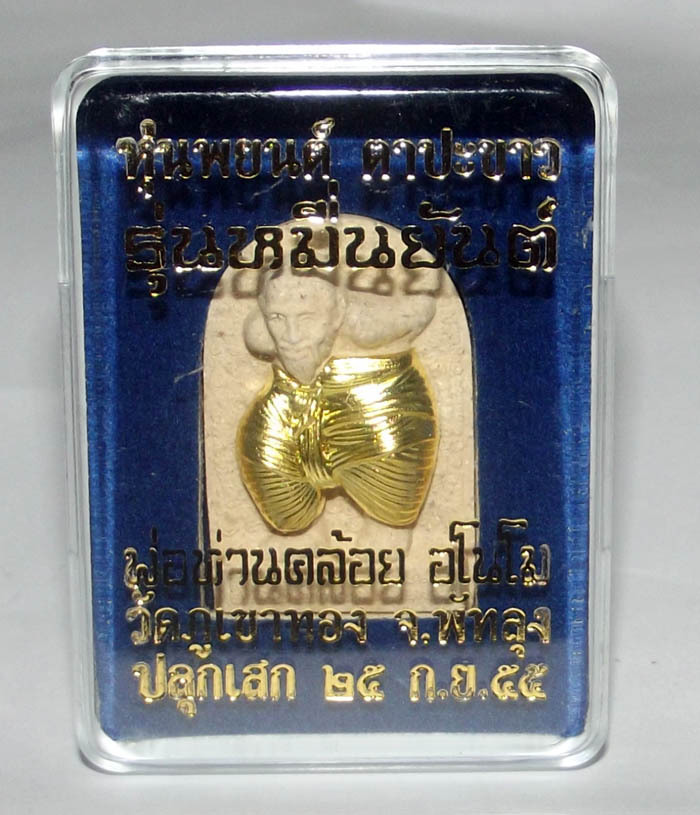 หุ่นพยนต์ ตาปะขาว
รุ่นหมื่นยันต์
พ่อท่านคล้อย อโนโม
วัดภูเขาทอง จ.พัทลุง
ปลุกเสก ๒๕ ก.ย.๕๕